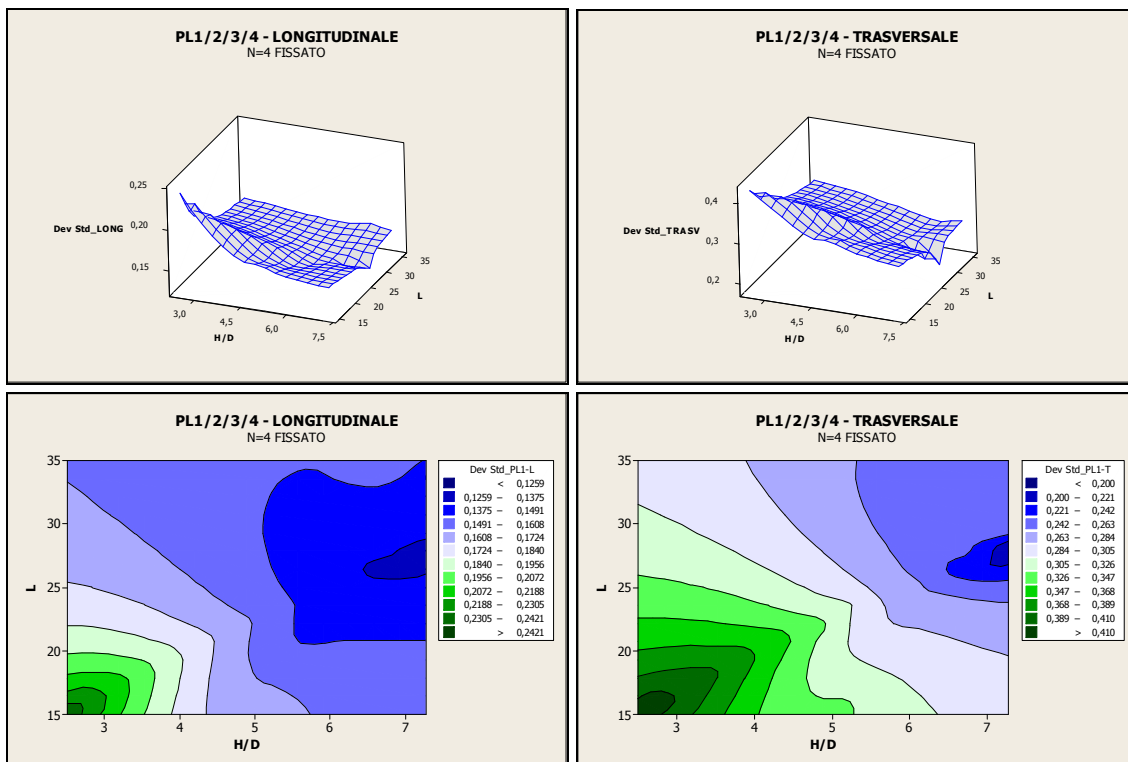 PL1/2/3/4 - LONGITUDINALE
N=4 FISSATO
0,25
0,20
0,15
Dev Std_LONG
3,0
4,5
6,0
7,5
H/D
15
20
25
30
35
L
PL1/2/3/4 - TRASVERSALE
N=4 FISSATO
0,4
0,3
0,2
Dev Std_TRASV
3,0
4,5
6,0
7,5
H/D
15
20
25
30
35
L
PL1/2/3/4 - LONGITUDINALE
N=4 FISSATO
35
30
25
20
15
L
3
4
5
6
7
H/D
Dev Std_PL1-L
< 0,1259
0,1259 – 0,1375
0,1375 – 0,1491
0,1491 – 0,1608
0,1608 – 0,1724
0,1724 – 0,1840
0,1840 – 0,1956
0,1956 – 0,2072
0,2072 – 0,2188
0,2188 – 0,2305
0,2305 – 0,2421
> 0,2421
PL1/2/3/4 - TRASVERSALE
N=4 FISSATO
35
30
25
20
15
L
3
4
5
6
7
H/D
Dev Std_PL1-T
< 0,200
0,200 – 0,221
0,221 – 0,242
0,242 – 0,263
0,263 – 0,284
0,284 – 0,305
0,305 – 0,326
0,326 – 0,347
0,347 – 0,368
0,368 – 0,389
0,389 – 0,410
> 0,410